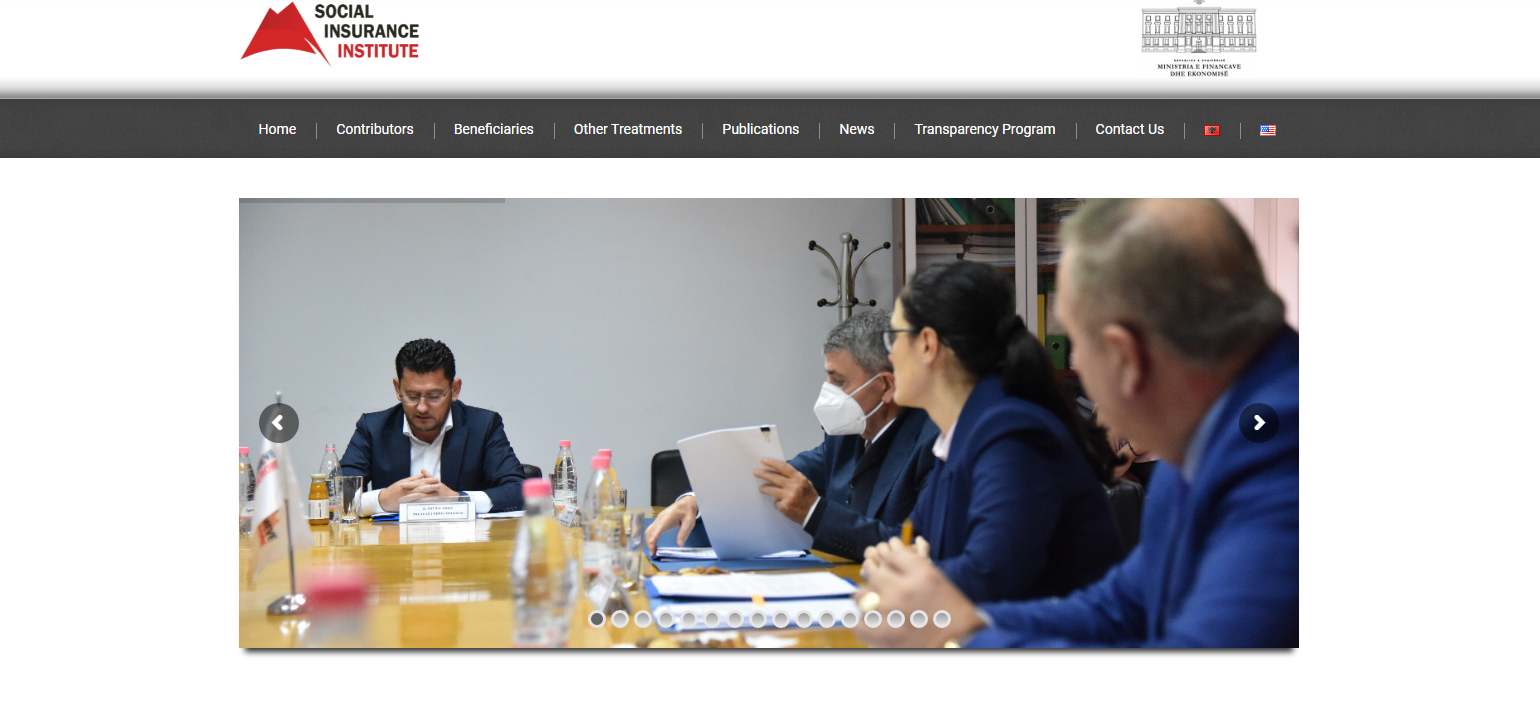 SOCIAL
INSURANCE
INSTITUTE
REPUBLIKA E SHQIPËRISË
MINISTRIA E FINANCAVE
DHE EKONOMISË
Home
Contributors
Beneficiaries
Other Treatments
Publications
News
Transparency Program
Contact Us